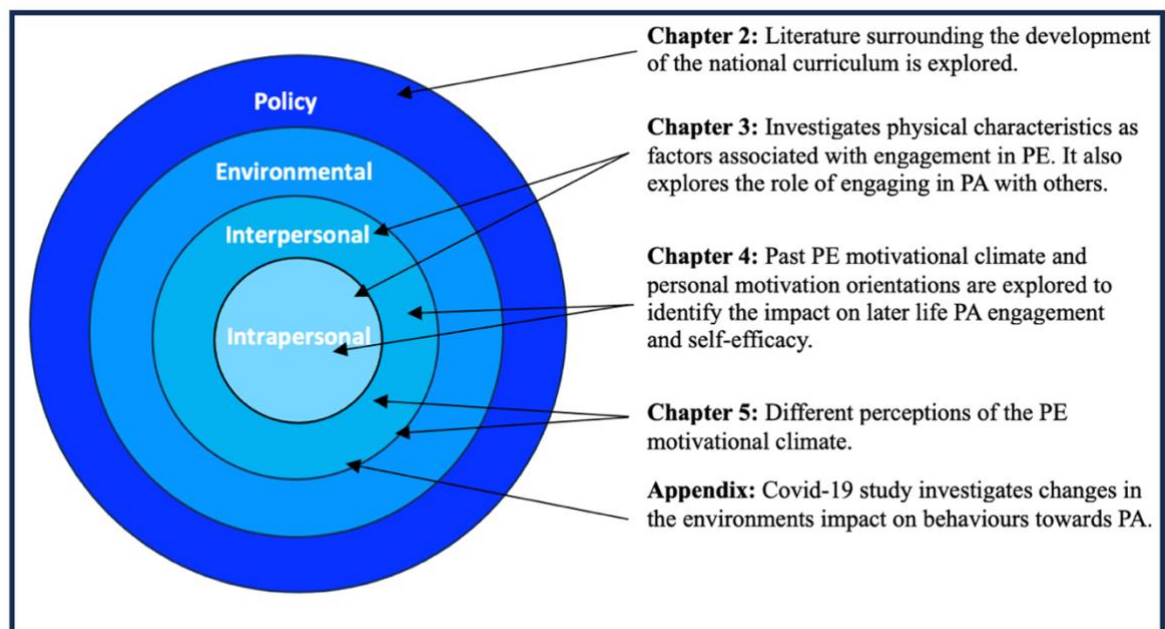 Policy
Environmental
Interpersonal
Intrapersonal
Chapter 2: Literature surrounding the development
of the national curriculum is explored.
Chapter 3: Investigates physical characteristics as
factors associated with engagement in PE. It also
explores the role of engaging in PA with others.
Chapter 4: Past PE motivational climate and
personal motivation orientations are explored to
identify the impact on later life PA engagement
and self-efficacy.
Chapter 5: Different perceptions of the PE
motivational climate.
Appendix: Covid-19 study investigates changes in
the environments impact on behaviours towards PA.